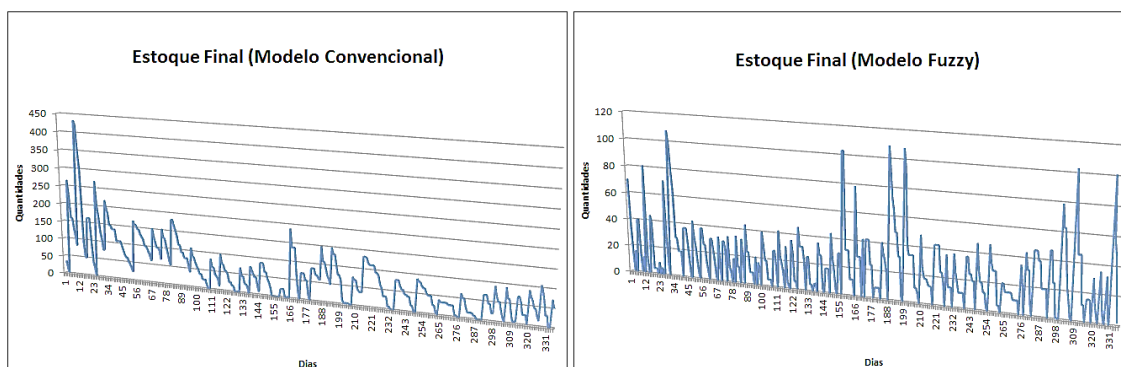 Estoque Final (Modelo Convencional)
450
400
350
300
250
200
150
100
50
0
Quantidades
1 12 23 34 45 56 67 78 89 100 111 122 133 144 155 166 177 188 199 210 221 232 243 254 265 276 287 298 309 320 331
Dias
Estoque Final (Modelo Fuzzy)
120
100
80
60
40
20
0
Quantidades
1 12 23 34 45 56 67 78 89 100 111 122 133 144 155 166 177 188 199 210 221 232 243 254 265 276 287 298 309 320 331
Dias